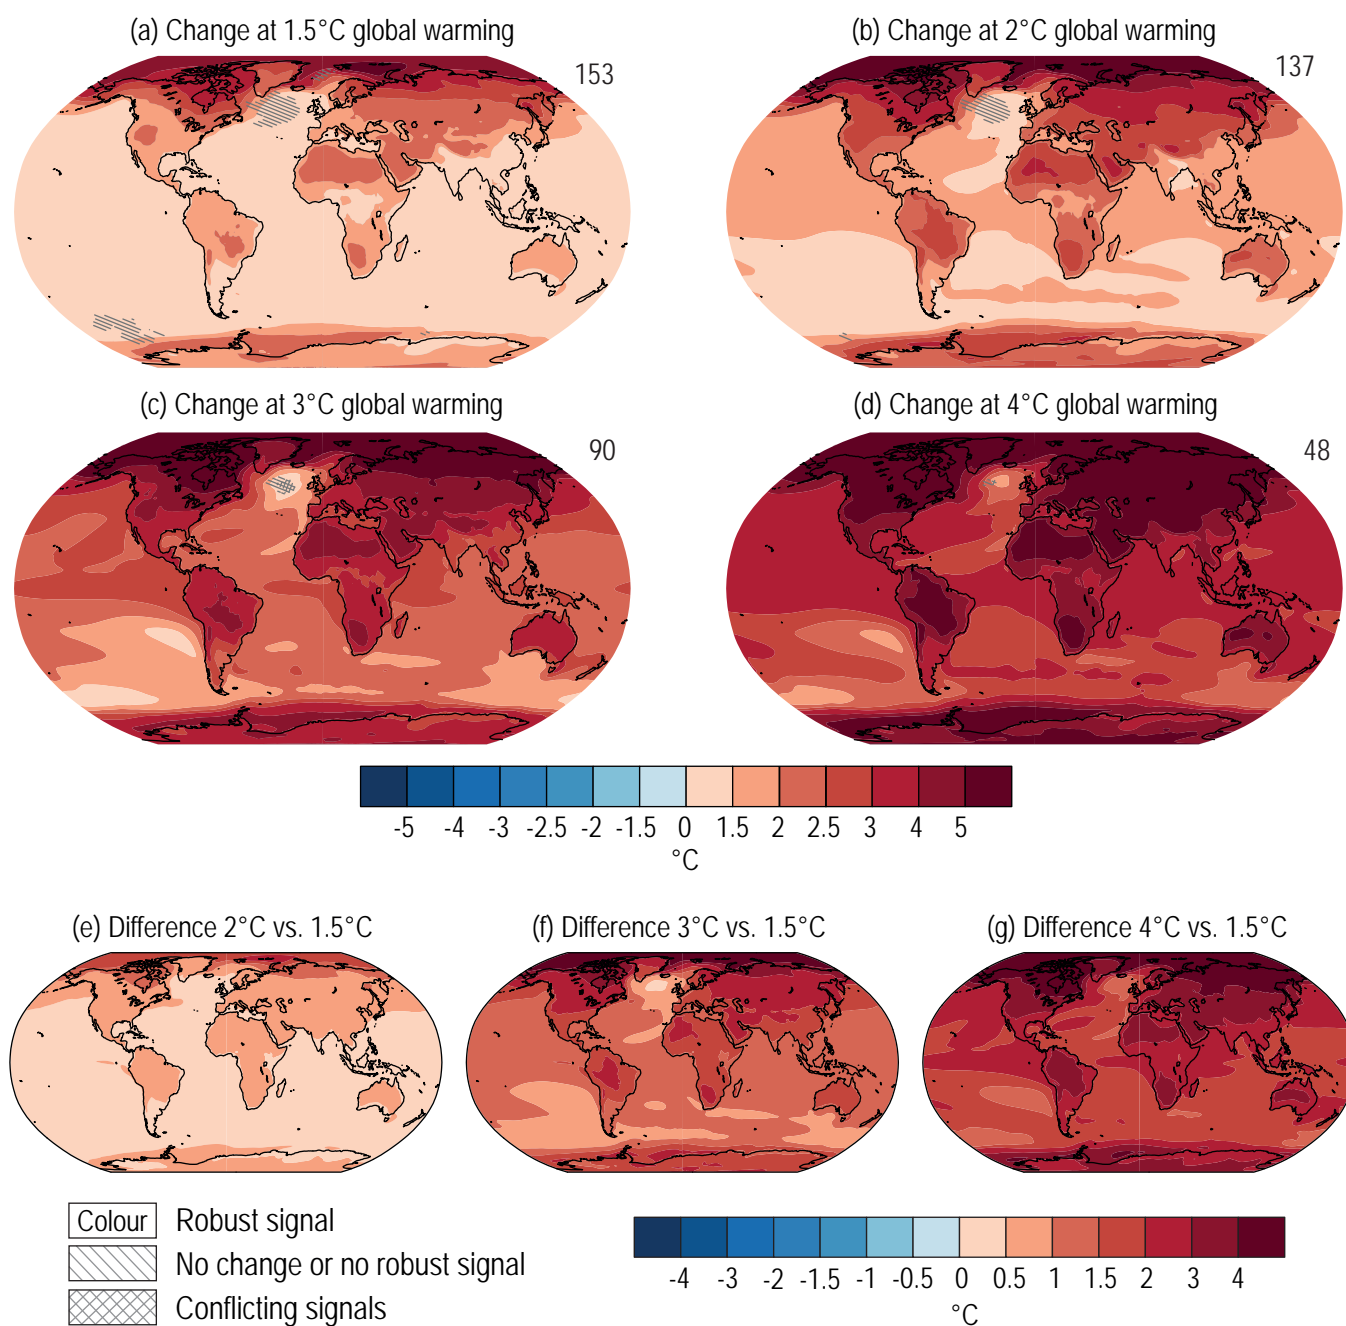 (a) Change at 1.5°C global warming
153
(b) Change at 2°C global warming
137
(c) Change at 3°C global warming
90
(d) Change at 4°C global warming
48
-5 -4 -3 -2.5 -2 -1.5 0 1.5 2 2.5 3 4 5
°C
(e) Difference 2°C vs. 1.5°C
(f) Difference 3°C vs. 1.5°C
(g) Difference 4°C vs. 1.5°C
Colour Robust signal
No change or no robust signal
Conflicting signals
-4 -3 -2 -1.5 -1 -0.5 0 0.5 1 1.5 2 3 4
°C